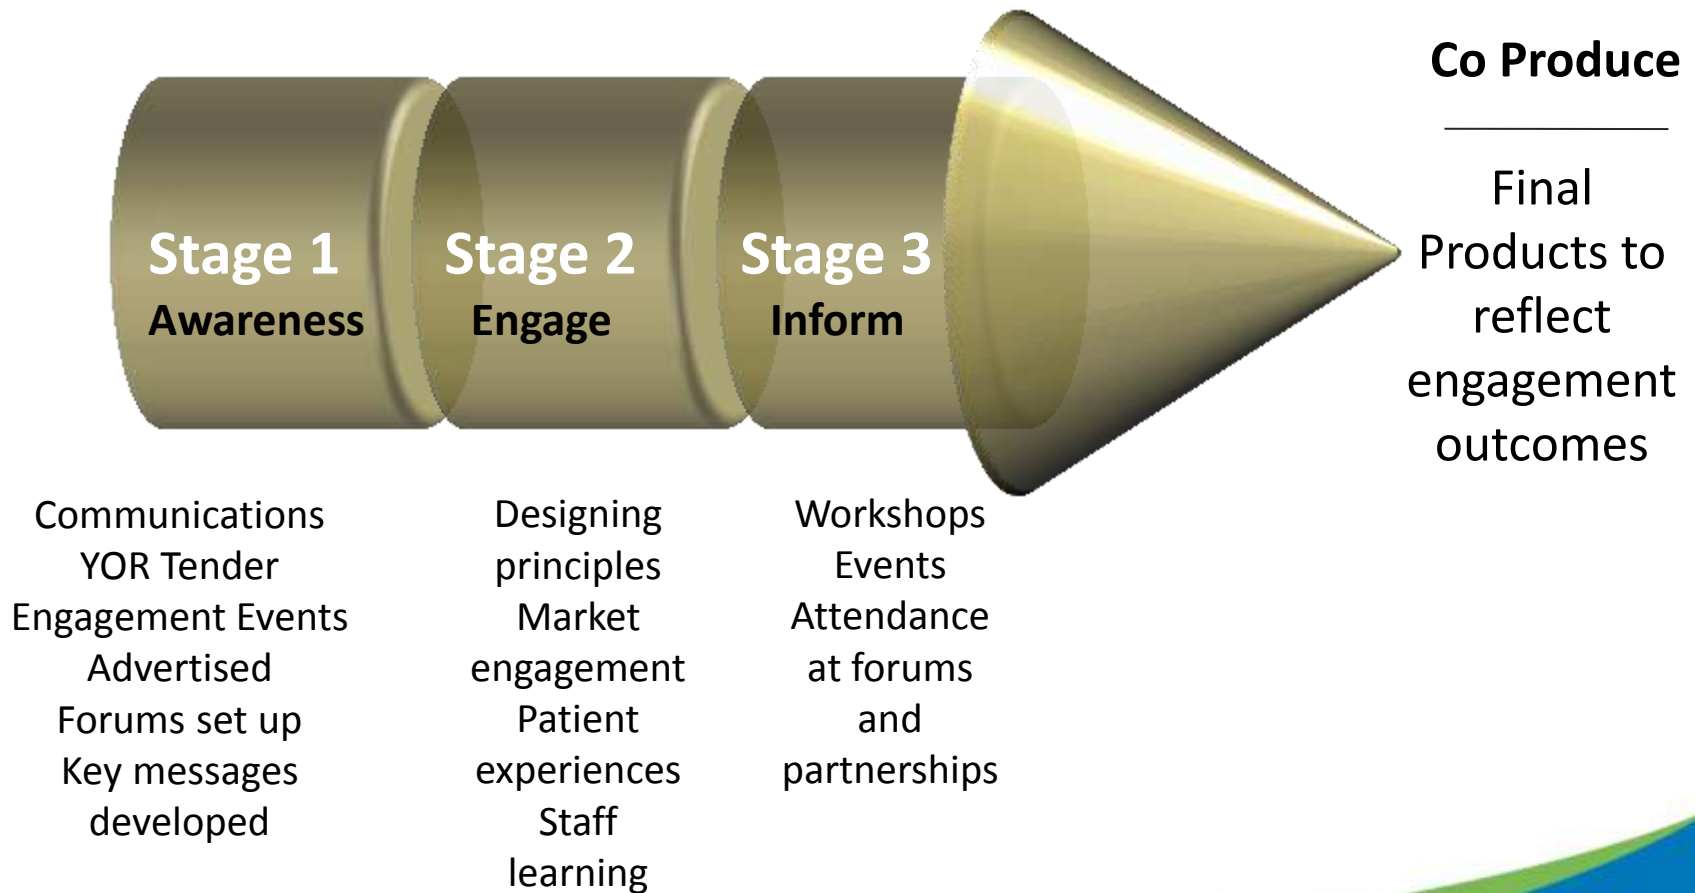 Stage 1
Awareness
Stage 2
Engage
Stage 3
Inform
Co Produce
Final
Products to
reflect
engagement
outcomes
Communications
YOR Tender
Engagement Events
Advertised
Forums set up
Key messages
developed
Designing
principles
Market
engagement
Patient
experiences
Staff
learning
Workshops
Events
Attendance
at forums
and
partnerships